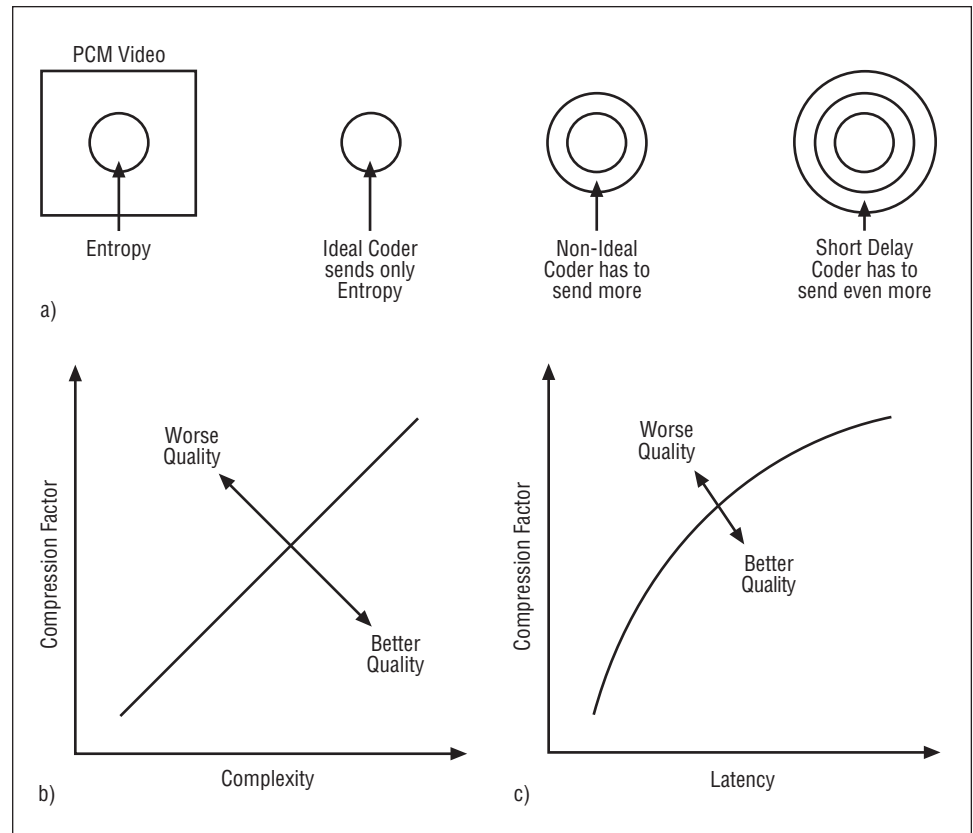 PCM Video
Entropy
Ideal Coder
sends only
Entropy
Non-Ideal
Coder has to
send more
Short Delay
Coder has to
send even more
a)
Compression Factor
Worse
Quality
Better
Quality
Complexity
b)
Compression Factor
Worse
Quality
Better
Quality
Latency
c)